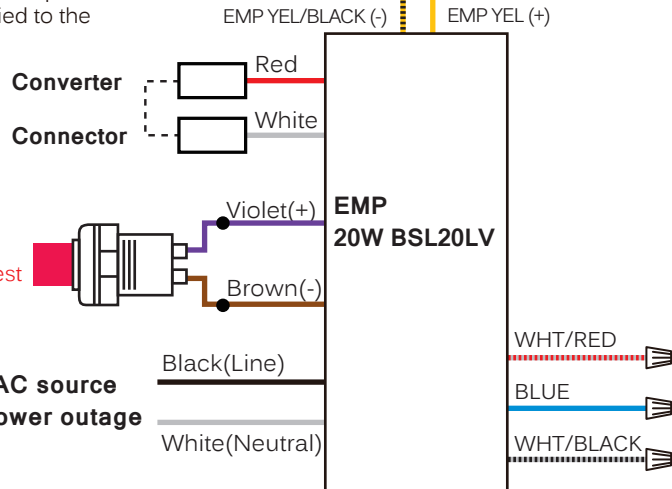 ied to the
EMP YEL/BLACK (-)
EMP YEL (+)
Red
Converter
White
Connector
Violet(+)
EMP
20W BSL20LV
est
Brown(-)
WHT/RED
Black(Line)
AC source
BLUE
ower outage
White(Neutral)
WHT/BLACK